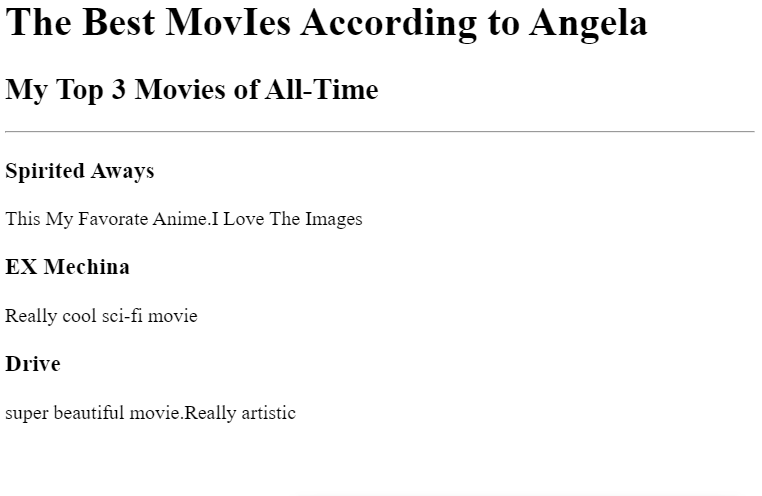 The Best MovIes According to Angela
My Top 3 Movies of All-Time
Spirited Aways
This My Favorate Anime.I Love The Images
EX Mechina
Really cool sci-fi movie
Drive
super beautiful movie.Really artistic